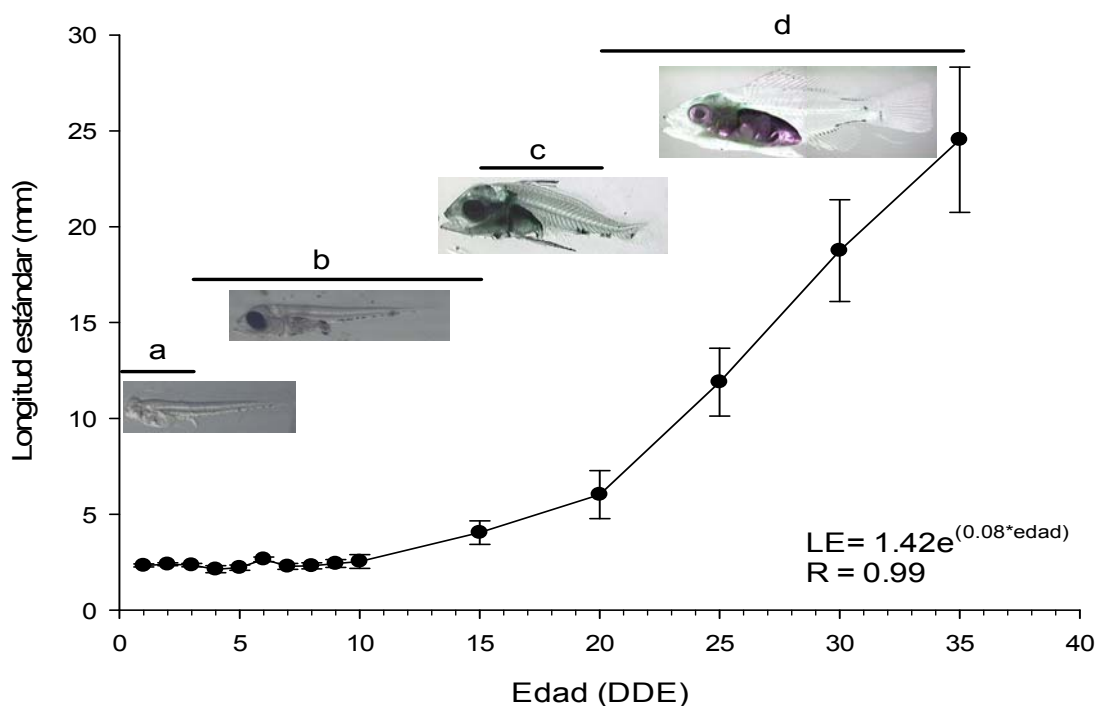 30
25
20
15
10
5
0
Longitud estándar (mm)
a
b
c
d
LE= 1.42e^(0.08*edad)
R = 0.99
0 5 10 15 20 25 30 35 40
Edad (DDE)